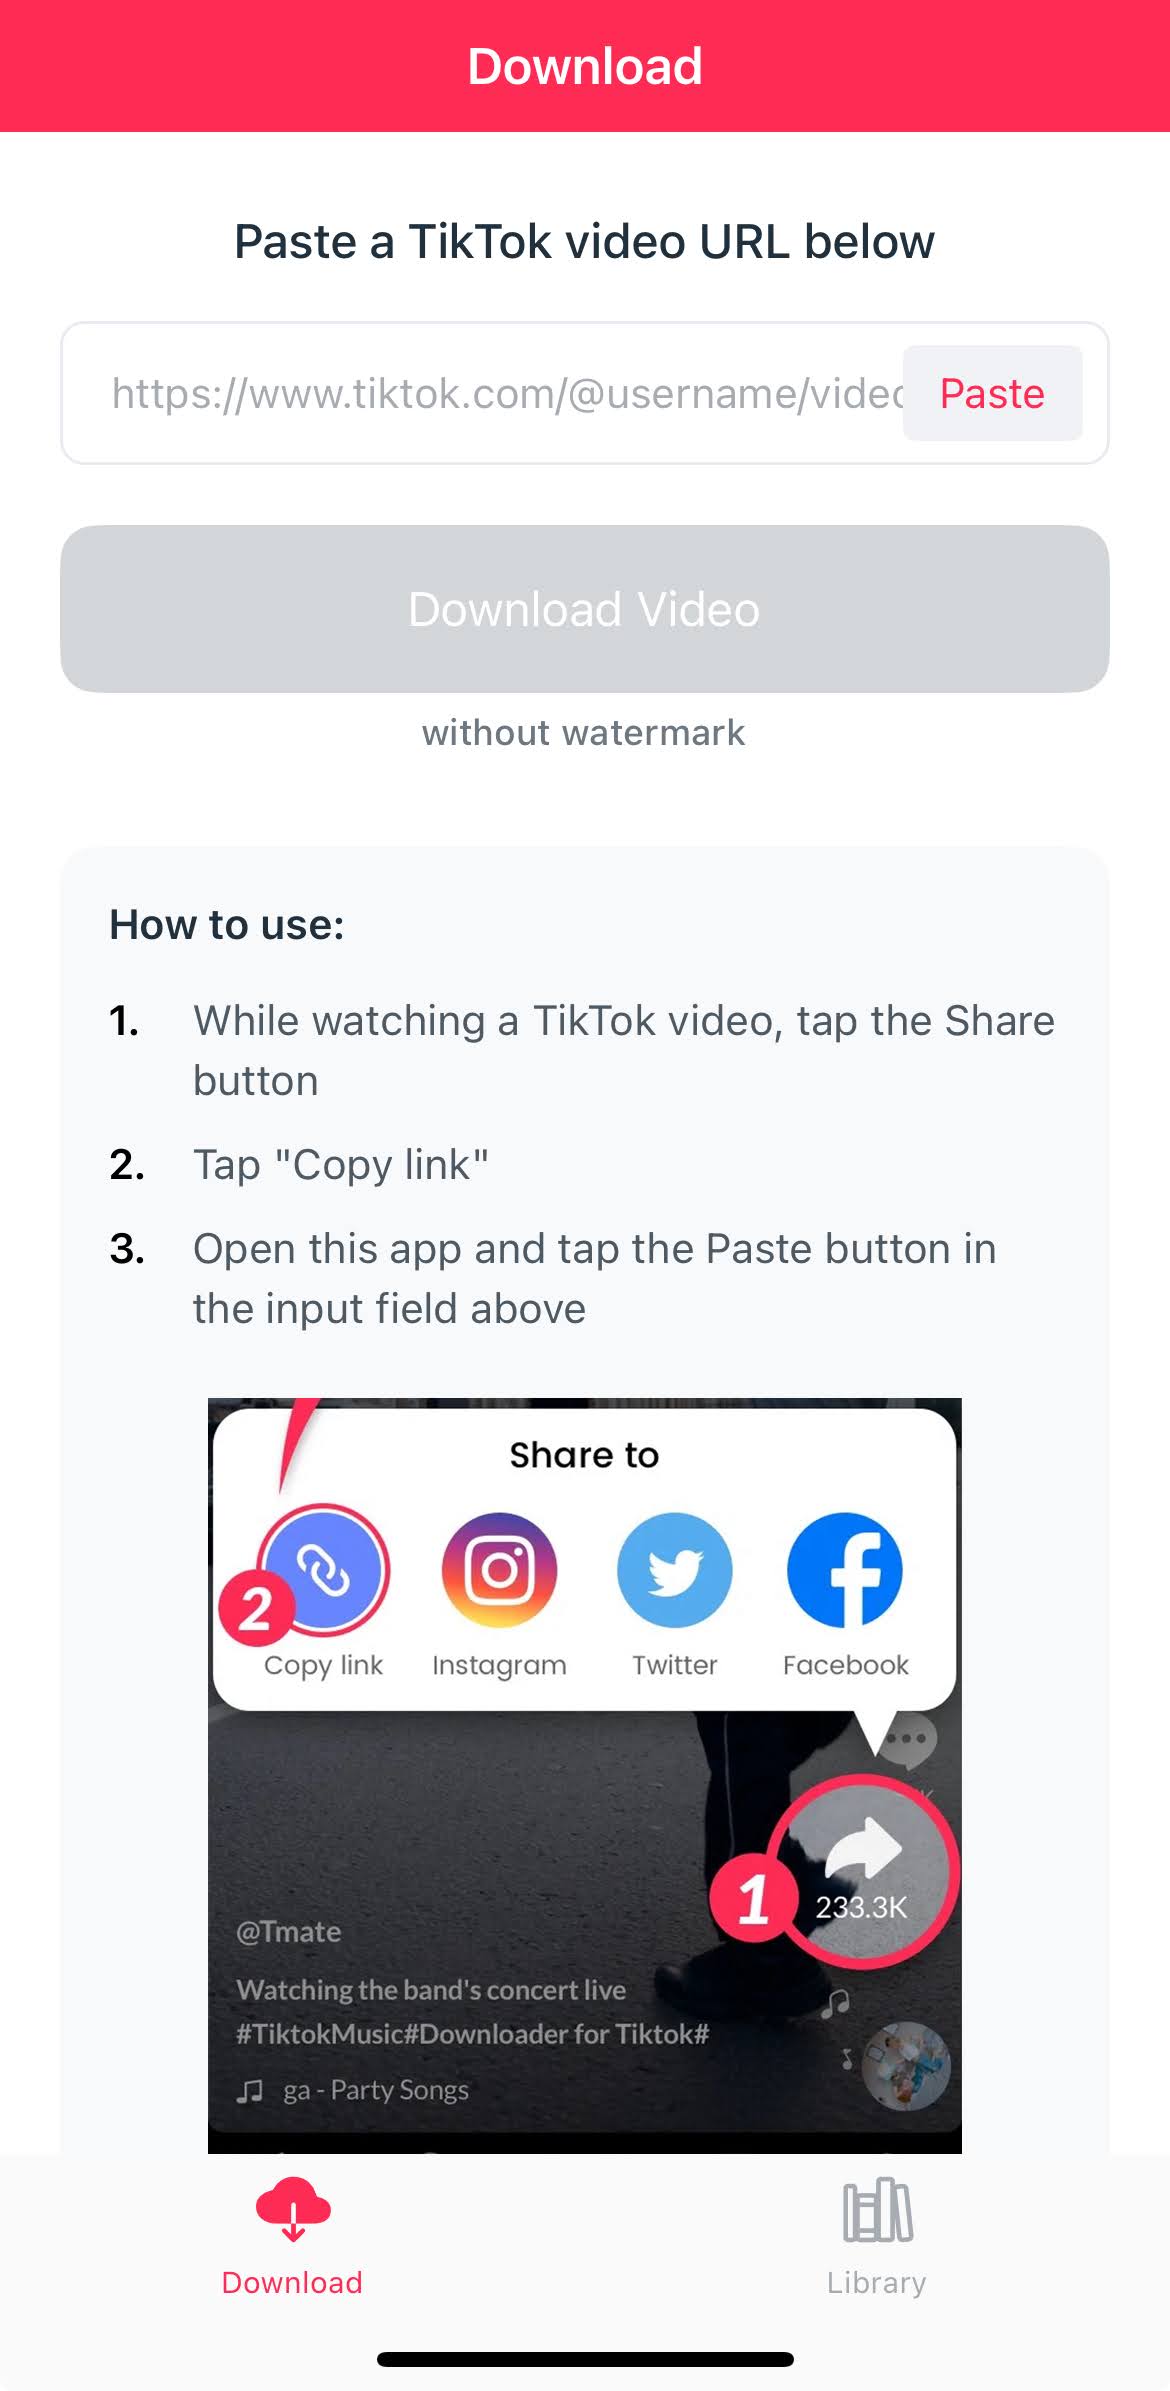 Download
Paste a TikTok video URL below
https://www.tiktok.com/@username/video
Paste
Download Video
without watermark
How to use:
1. While watching a TikTok video, tap the Share
button
2. Tap "Copy link"
3. Open this app and tap the Paste button in
the input field above
Share to
2
Copy link Instagram Twitter Facebook
1
233.3K
@Tmate
Watching the band's concert live
#TiktokMusic#Downloader for Tiktok#
ga - Party Songs
Download Library